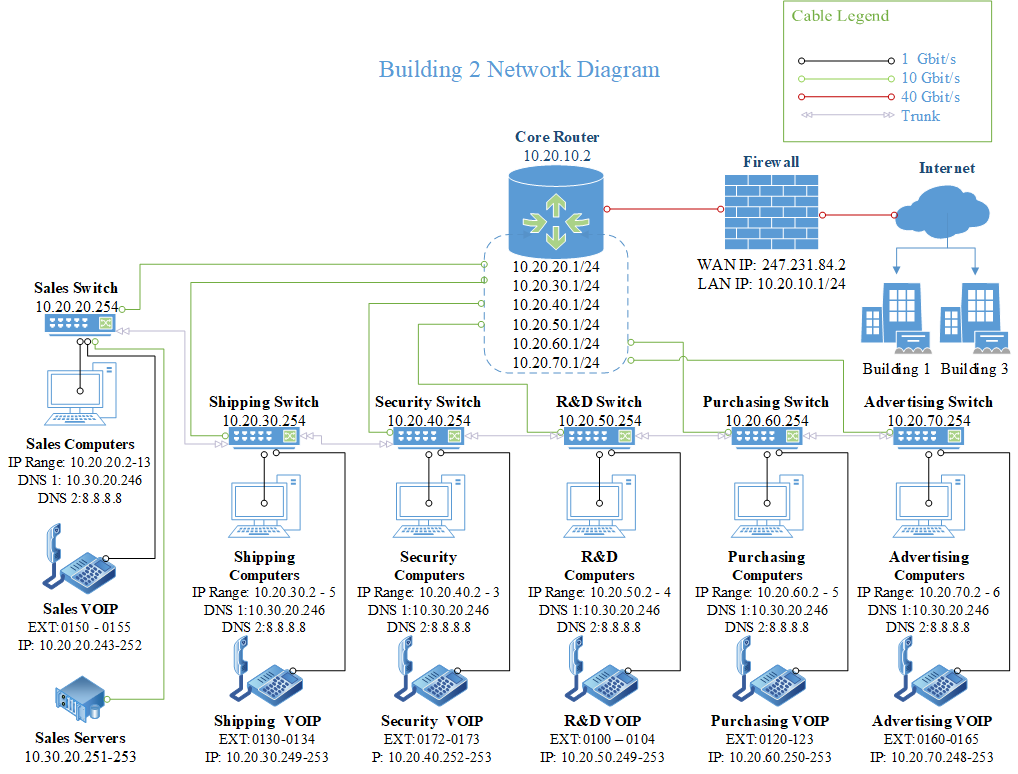 Cable Legend
1 Gbit/s
10 Gbit/s
40 Gbit/s
Trunk
Building 2 Network Diagram
Core Router
10.20.10.2
Firewall
Internet
10.20.20.1/24
10.20.30.1/24
10.20.40.1/24
10.20.50.1/24
10.20.60.1/24
10.20.70.1/24
WAN IP: 247.231.84.2
LAN IP: 10.20.10.1/24
Building 1
Building 3
Sales Switch
10.20.20.254
Shipping Switch
10.20.30.254
Security Switch
10.20.40.254
R&D Switch
10.20.50.254
Purchasing Switch
10.20.60.254
Advertising Switch
10.20.70.254
Sales Computers
IP Range: 10.20.20.2-13
DNS 1: 10.30.20.246
DNS 2:8.8.8.8
Shipping
Computers
IP Range: 10.20.30.2 - 5
DNS 1:10.30.20.246
DNS 2:8.8.8.8
Security
Computers
IP Range: 10.20.40.2 - 3
DNS 1:10.30.20.246
DNS 2:8.8.8.8
R&D
Computers
IP Range: 10.20.50.2 - 4
DNS 1:10.30.20.246
DNS 2:8.8.8.8
Purchasing
Computers
IP Range: 10.20.60.2 - 5
DNS 1:10.30.20.246
DNS 2:8.8.8.8
Advertising
Computers
IP Range: 10.20.70.2 - 6
DNS 1:10.30.20.246
DNS 2:8.8.8.8
Sales VOIP
EXT:0150 - 0155
IP: 10.20.20.243-252
Sales Servers
10.30.20.251-253
Shipping VOIP
EXT:0130-0134
IP: 10.20.30.249-253
Security VOIP
EXT:0172-0173
P: 10.20.40.252-253
R&D VOIP
EXT:0100 – 0104
IP: 10.20.50.249-253
Purchasing VOIP
EXT:0120-123
IP: 10.20.60.250-253
Advertising VOIP
EXT:0160-0165
IP: 10.20.70.248-253